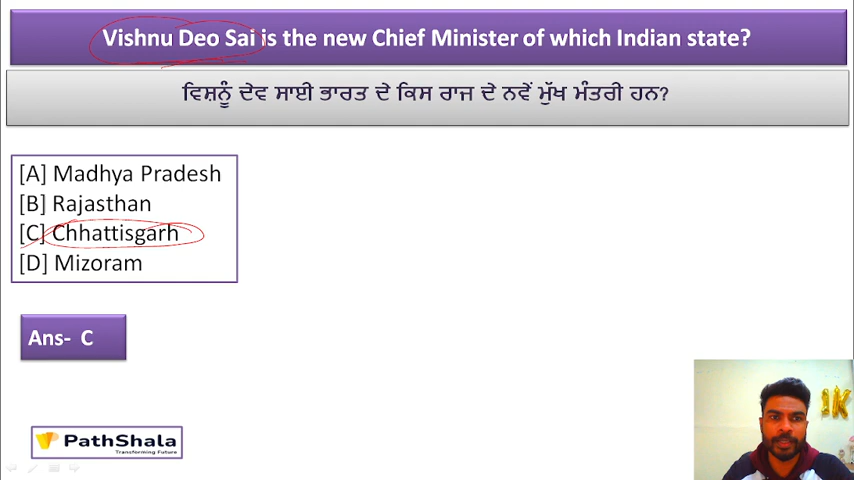 Vishnu Deo Sai is the new Chief Minister of which Indian state?
ਵਿਸ਼ਨੂੰ ਦੇਵ ਸਾਈ ਭਾਰਤ ਦੇ ਕਿਸ ਰਾਜ ਦੇ ਨਵੇਂ ਮੁੱਖ ਮੰਤਰੀ ਹਨ?
[A] Madhya Pradesh
[B] Rajasthan
[C] Chhattisgarh
[D] Mizoram
Ans- C
PathShala
Transforming Future
1K